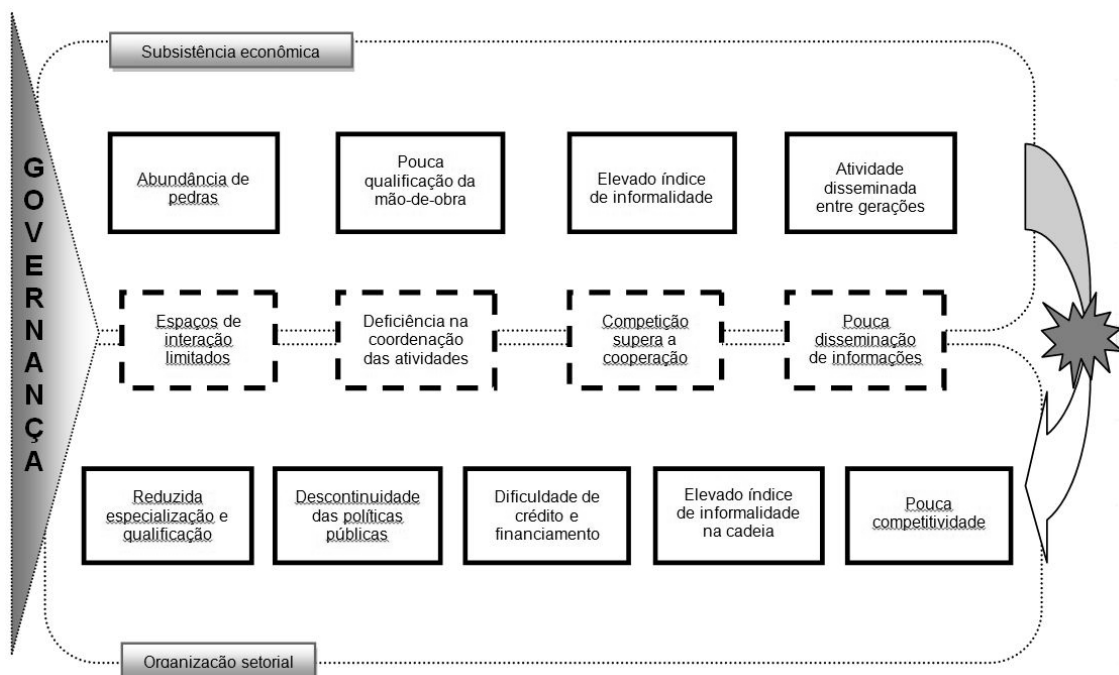 Subsistência econômica
GOVERNANÇA
Abundância de
pedras
Pouca
qualificação da
mão-de-obra
Elevado índice
de informalidade
Atividade
disseminada
entre gerações
Espaços de
interação
limitados
Deficiência na
coordenação
das atividades
Competição
supera a
cooperação
Pouca
disseminação
de informações
Reduzida
especialização e
qualificação
Descontinuidade
das políticas
públicas
Dificuldade de
crédito e
financiamento
Elevado índice
de informalidade
na cadeia
Pouca
competitividade
Organização setorial